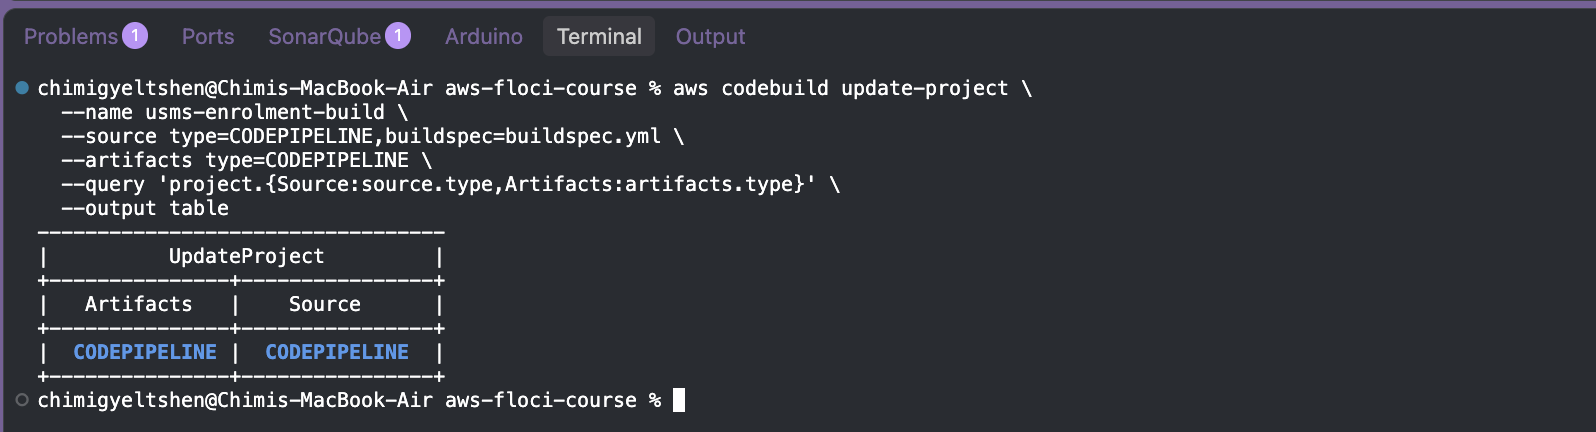 Problems 1 Ports SonarQube 1 Arduino Terminal Output
chimigyeltshen@Chimis-MacBook-Air aws-floci-course % aws codebuild update-project \
  --name usms-enrolment-build \
  --source type=CODEPIPELINE,buildspec=buildspec.yml \
  --artifacts type=CODEPIPELINE \
  --query 'project.{Source:source.type,Artifacts:artifacts.type}' \
  --output table
----------------------------------
|          UpdateProject         |
+---------------+----------------+
|   Artifacts   |    Source      |
+---------------+----------------+
|  CODEPIPELINE |  CODEPIPELINE  |
+---------------+----------------+
chimigyeltshen@Chimis-MacBook-Air aws-floci-course %